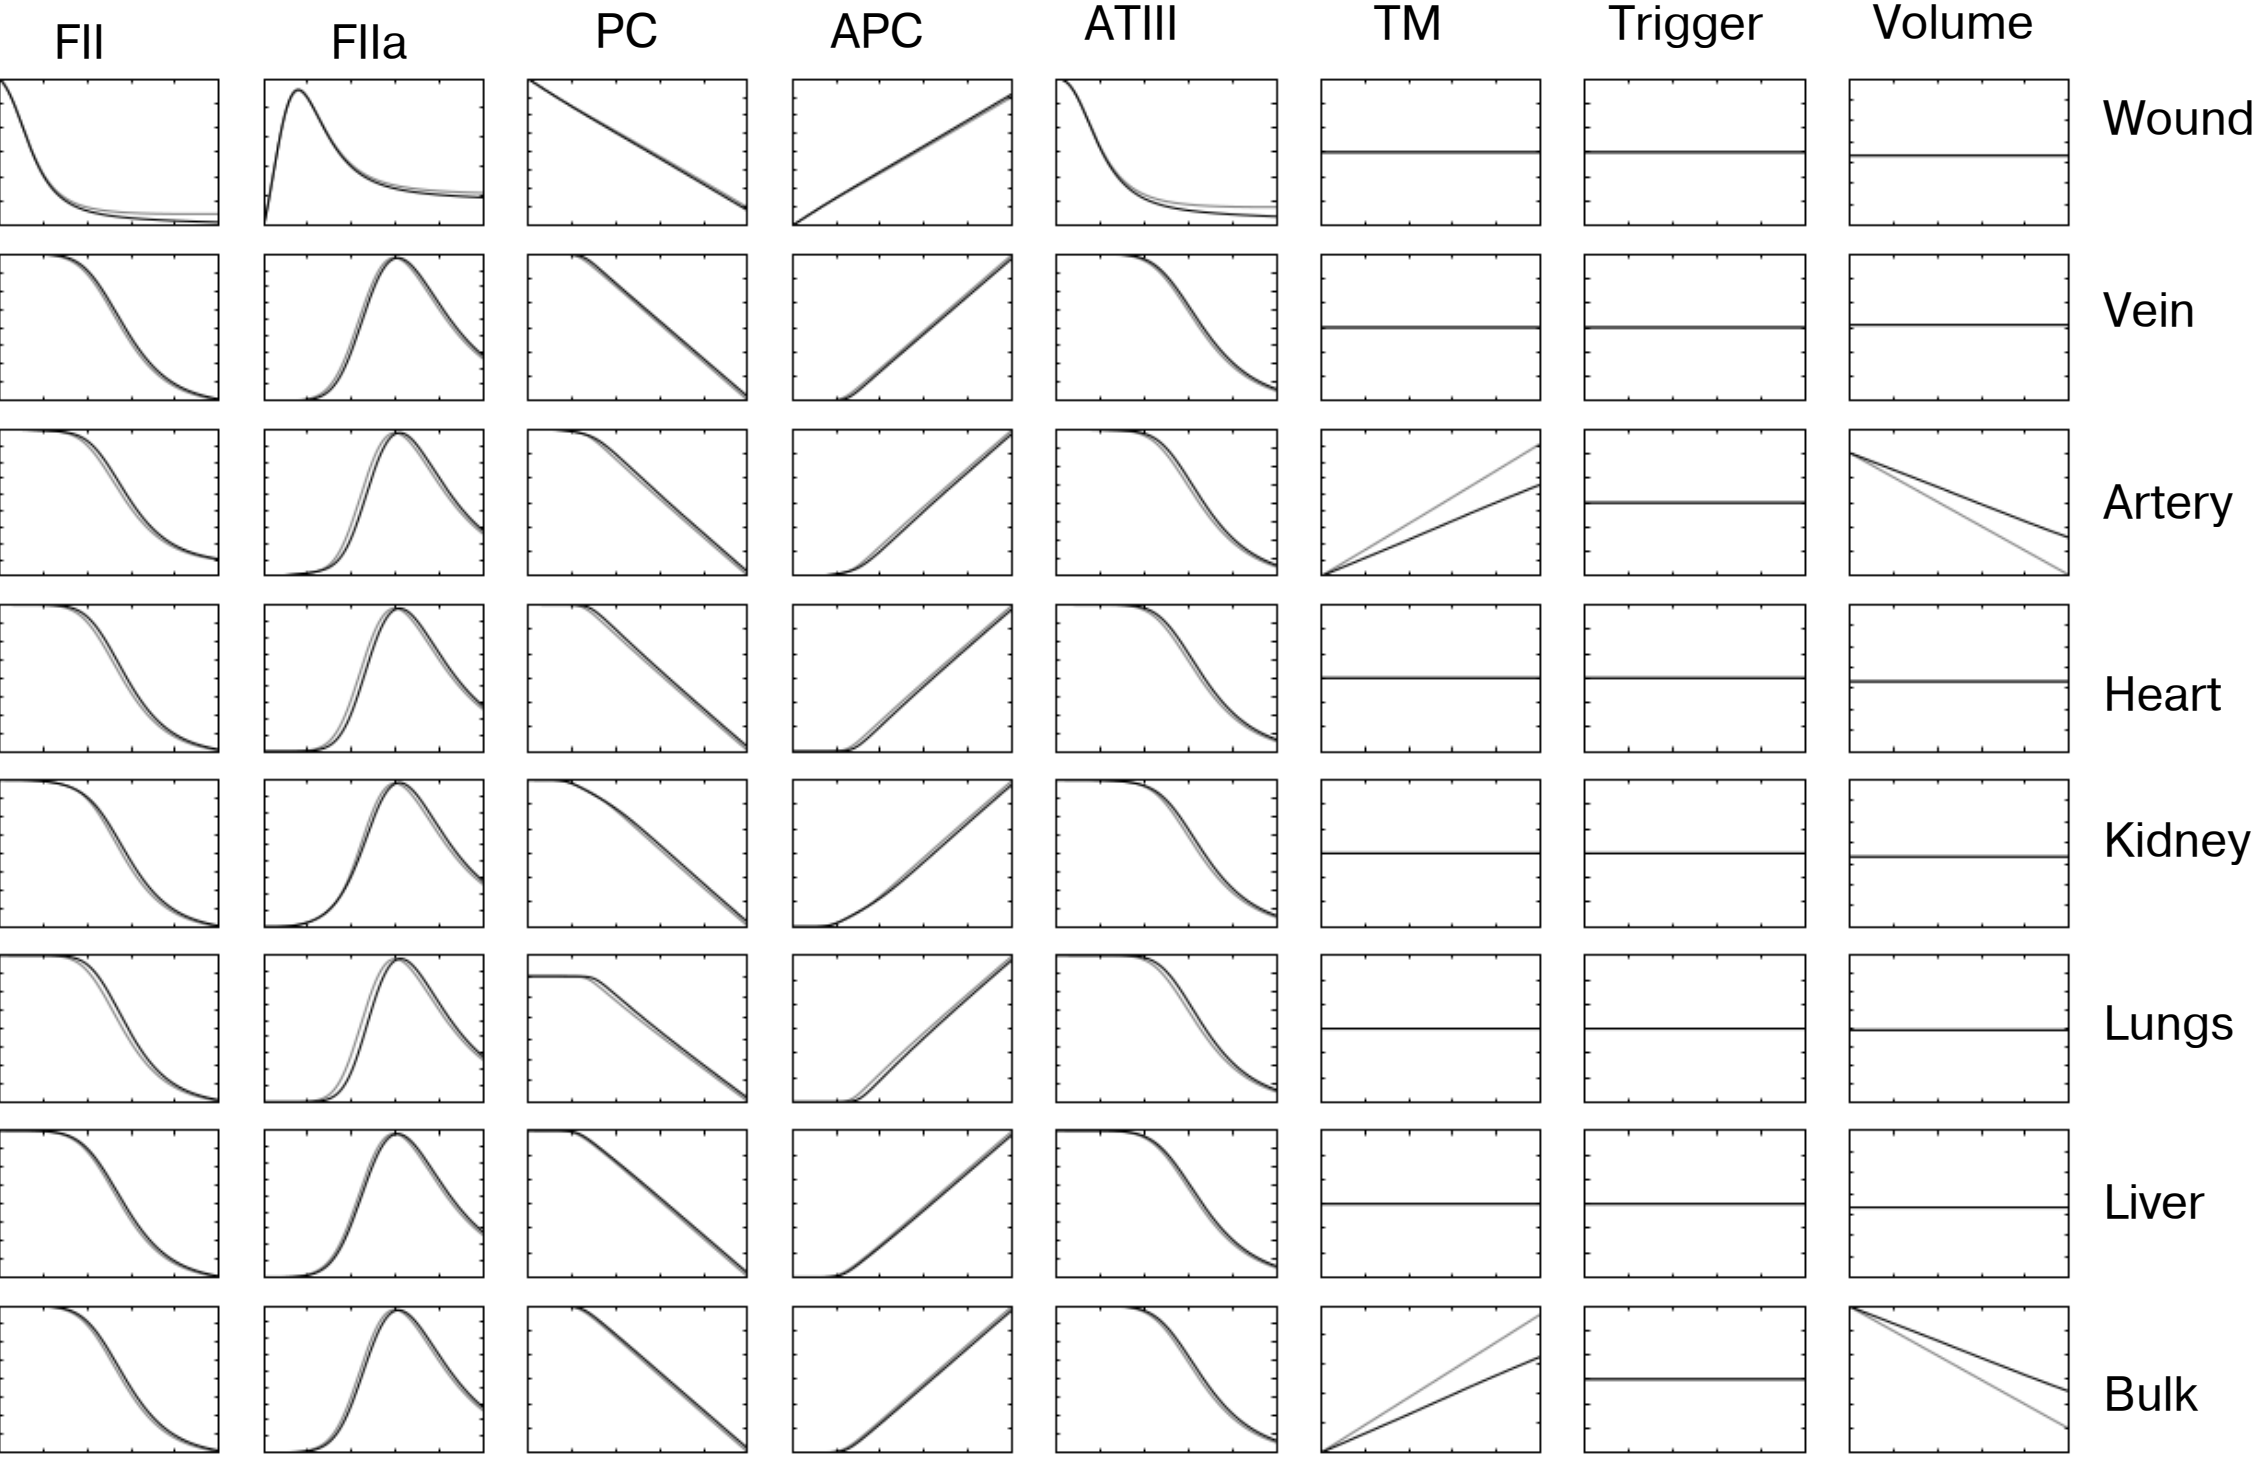 FII FIIa PC APC ATIII TM Trigger Volume
Wound
Vein
Artery
Heart
Kidney
Lungs
Liver
Bulk